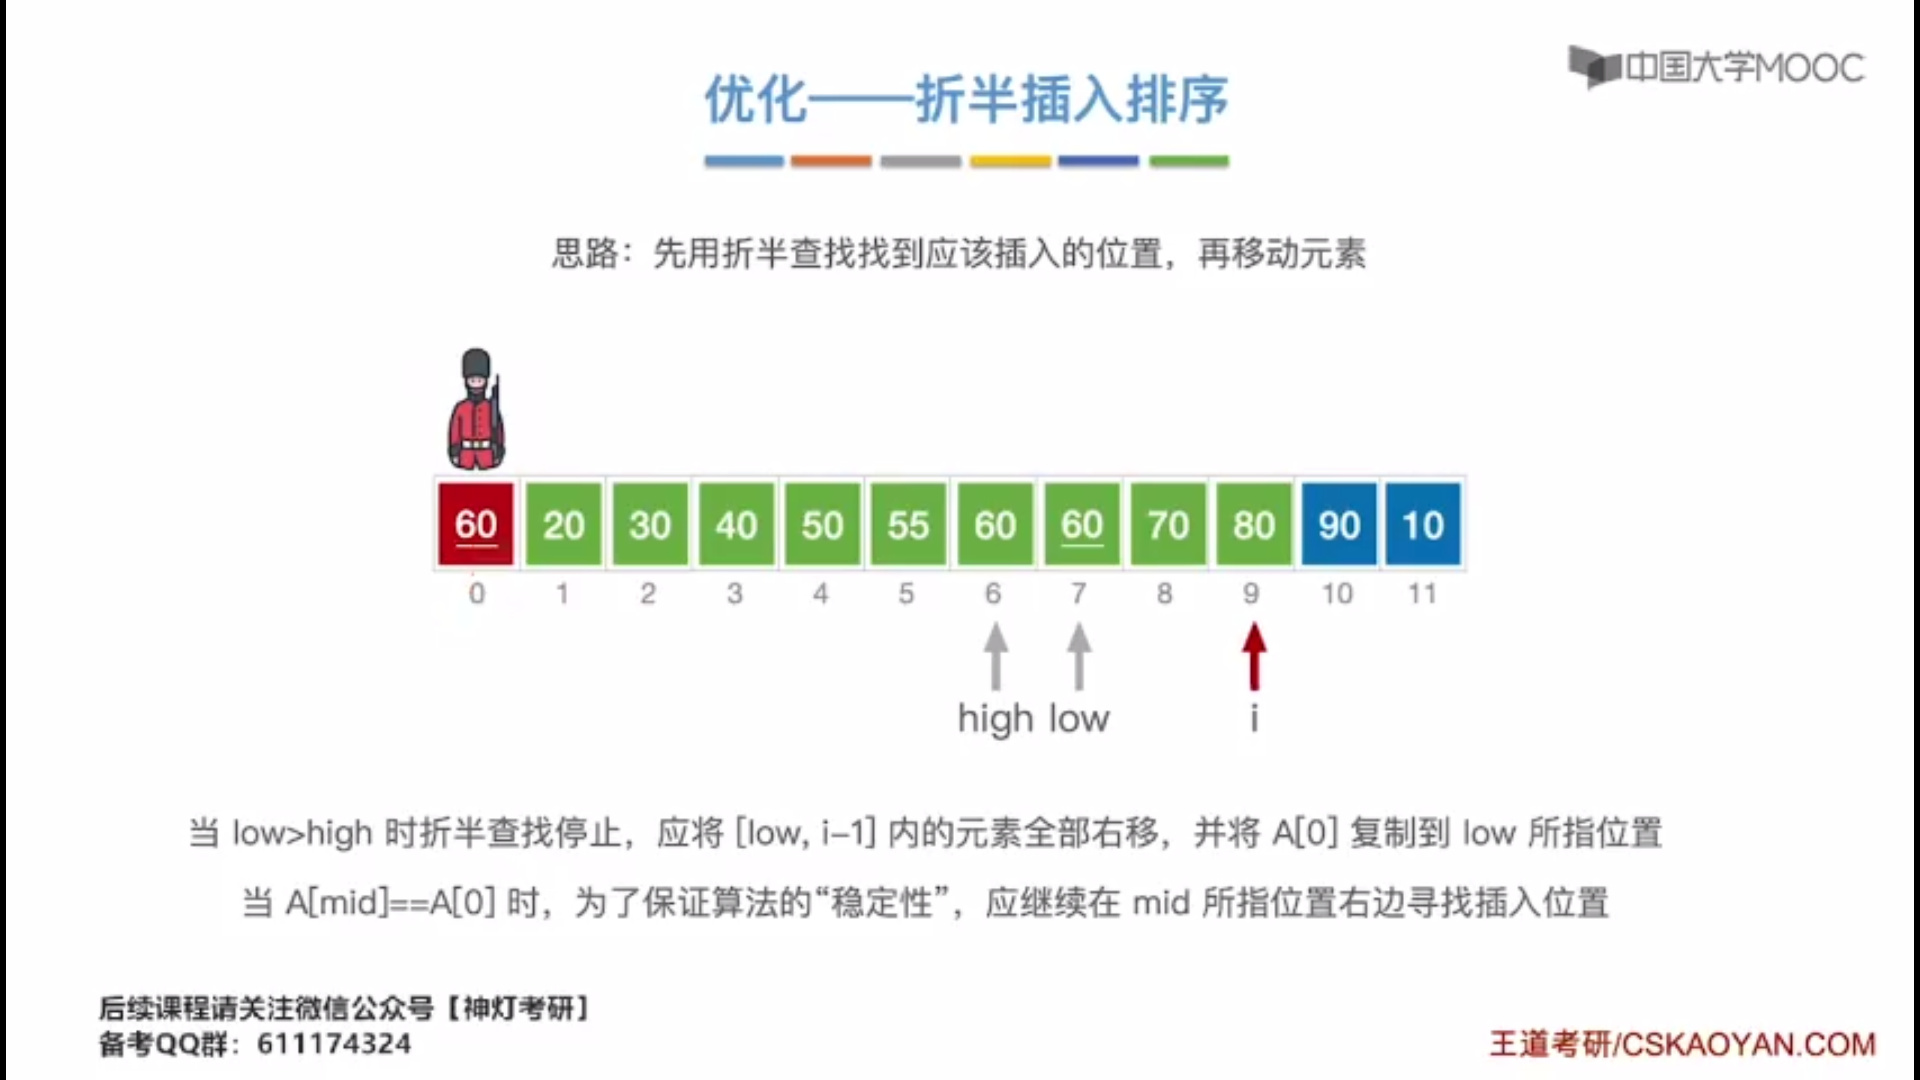 中国大学MOOC
优化——折半插入排序
思路：先用折半查找找到应该插入的位置，再移动元素
60 20 30 40 50 55 60 60 70 80 90 10
0 1 2 3 4 5 6 7 8 9 10 11
high low i
当 low>high 时折半查找停止，应将 [low, i-1] 内的元素全部右移，并将 A[0] 复制到 low 所指位置
当 A[mid]==A[0] 时，为了保证算法的“稳定性”，应继续在 mid 所指位置右边寻找插入位置
后续课程请关注微信公众号【神灯考研】
备考QQ群：611174324
王道考研/CSKAOYAN.COM